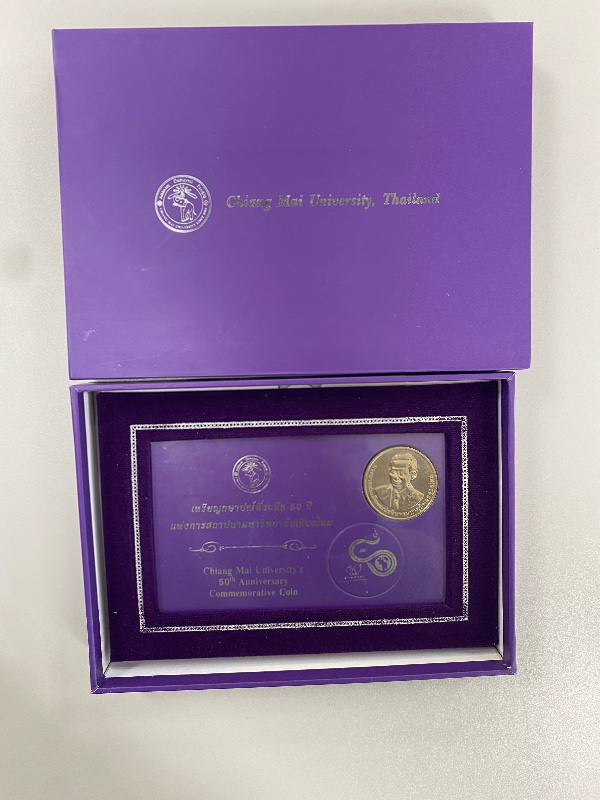 Chiang Mai University, Thailand
เหรียญกษาปณ์ที่ระลึก 50 ปี
แห่งการสถาปนามหาวิทยาลัยเชียงใหม่
Chiang Mai University's
50th Anniversary
Commemorative Coin